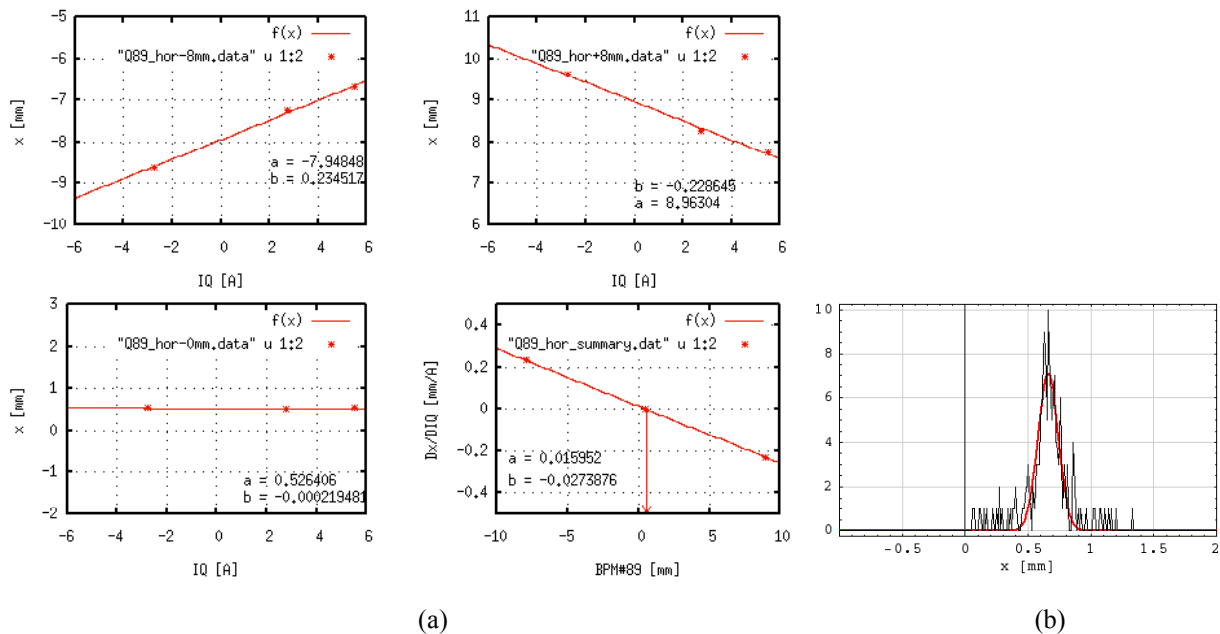 -5
-6
-7
-8
-9
-10
x [mm]
f(x)
"Q89_hor-8mm.data" u 1:2
a = -7.94848
b = 0.234517
-6 -4 -2 0 2 4 6
IQ [A]
11
10
9
8
7
6
x [mm]
f(x)
"Q89_hor+8mm.data" u 1:2
b = -0.228645
a = 8.96304
-6 -4 -2 0 2 4 6
IQ [A]
3
2
1
0
-1
-2
x [mm]
f(x)
"Q89_hor-0mm.data" u 1:2
a = 0.526406
b = -0.000219481
-6 -4 -2 0 2 4 6
IQ [A]
0.4
0.2
0
-0.2
-0.4
Dx/DIQ [mm/A]
f(x)
"Q89_hor_summary.dat" u 1:2
a = 0.015952
b = -0.0273876
-10 -5 0 5 10
BPM#89 [mm]
10
8
6
4
2
0
-0.5 0 0.5 1 1.5 2
x [mm]
(a) (b)